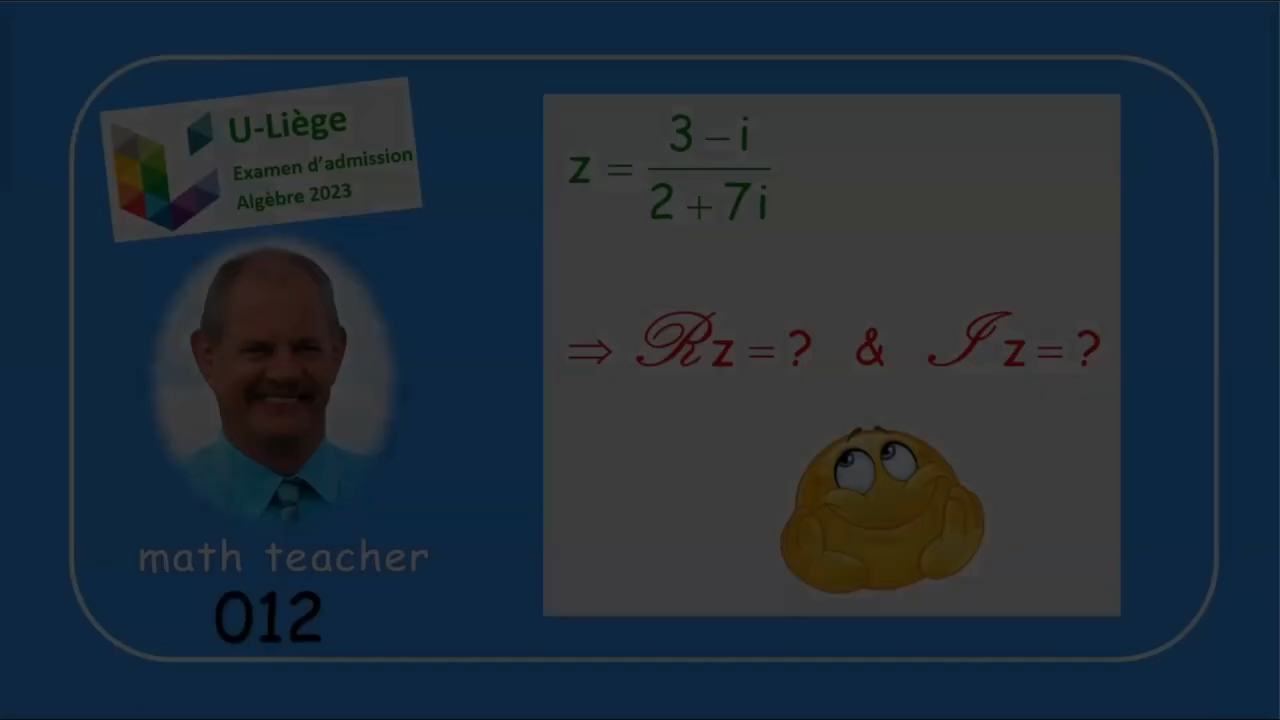 U-Liège
Examen d'admission
Algèbre 2023
math teacher
012
z = (3 – i) / (2 + 7i)
⇒ ℛz = ? & ℐz = ?